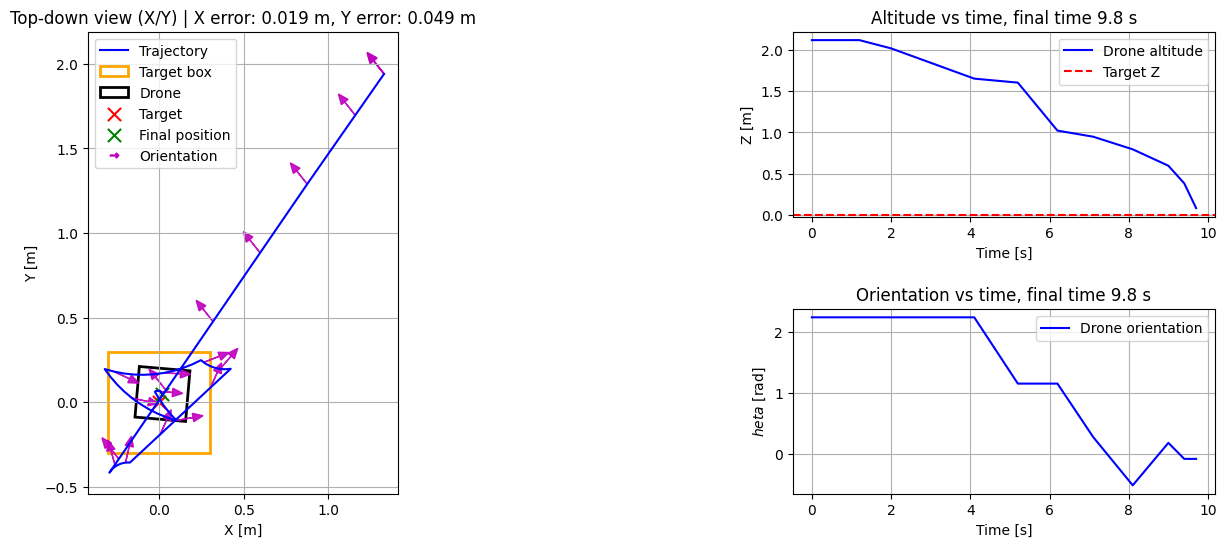 Top-down view (X/Y) | X error: 0.019 m, Y error: 0.049 m
Trajectory
Target box
Drone
Target
Final position
Orientation
2.0
1.5
1.0
0.5
0.0
−0.5
Y [m]
0.0
0.5
1.0
X [m]
Altitude vs time, final time 9.8 s
Drone altitude
Target Z
2.0
1.5
1.0
0.5
0.0
Z [m]
0
2
4
6
8
10
Time [s]
Orientation vs time, final time 9.8 s
Drone orientation
2
1
0
heta [rad]
0
2
4
6
8
10
Time [s]